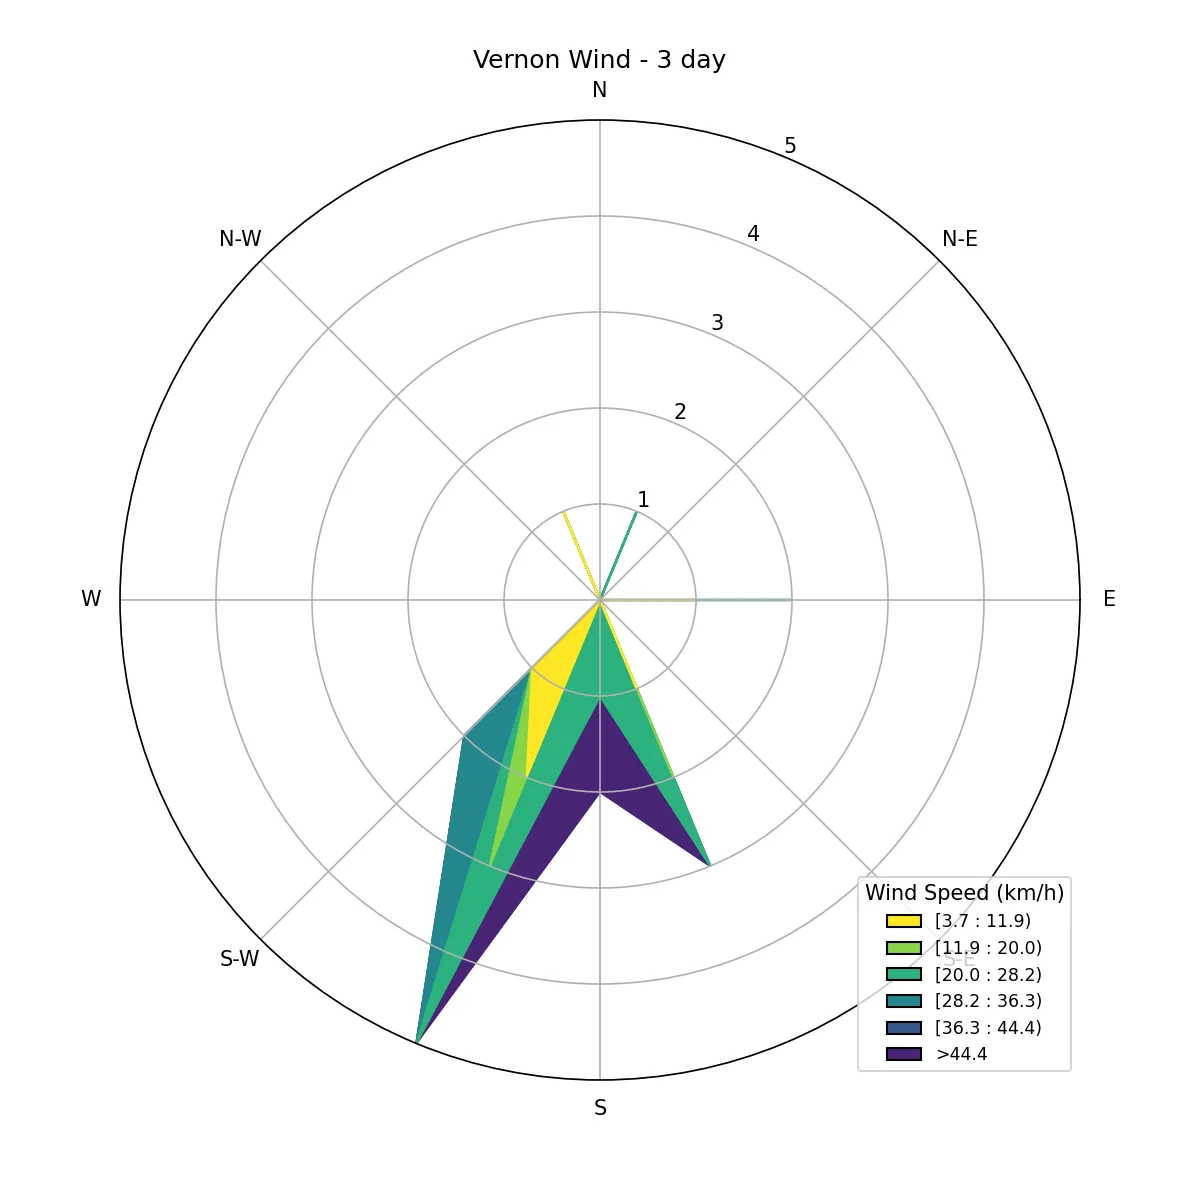 Vernon Wind - 3 day
N
5
N-W
N-E
4
3
2
1
W
E
S-W
S-E
S
Wind Speed (km/h)
[3.7 : 11.9)
[11.9 : 20.0)
[20.0 : 28.2)
[28.2 : 36.3)
[36.3 : 44.4)
>44.4